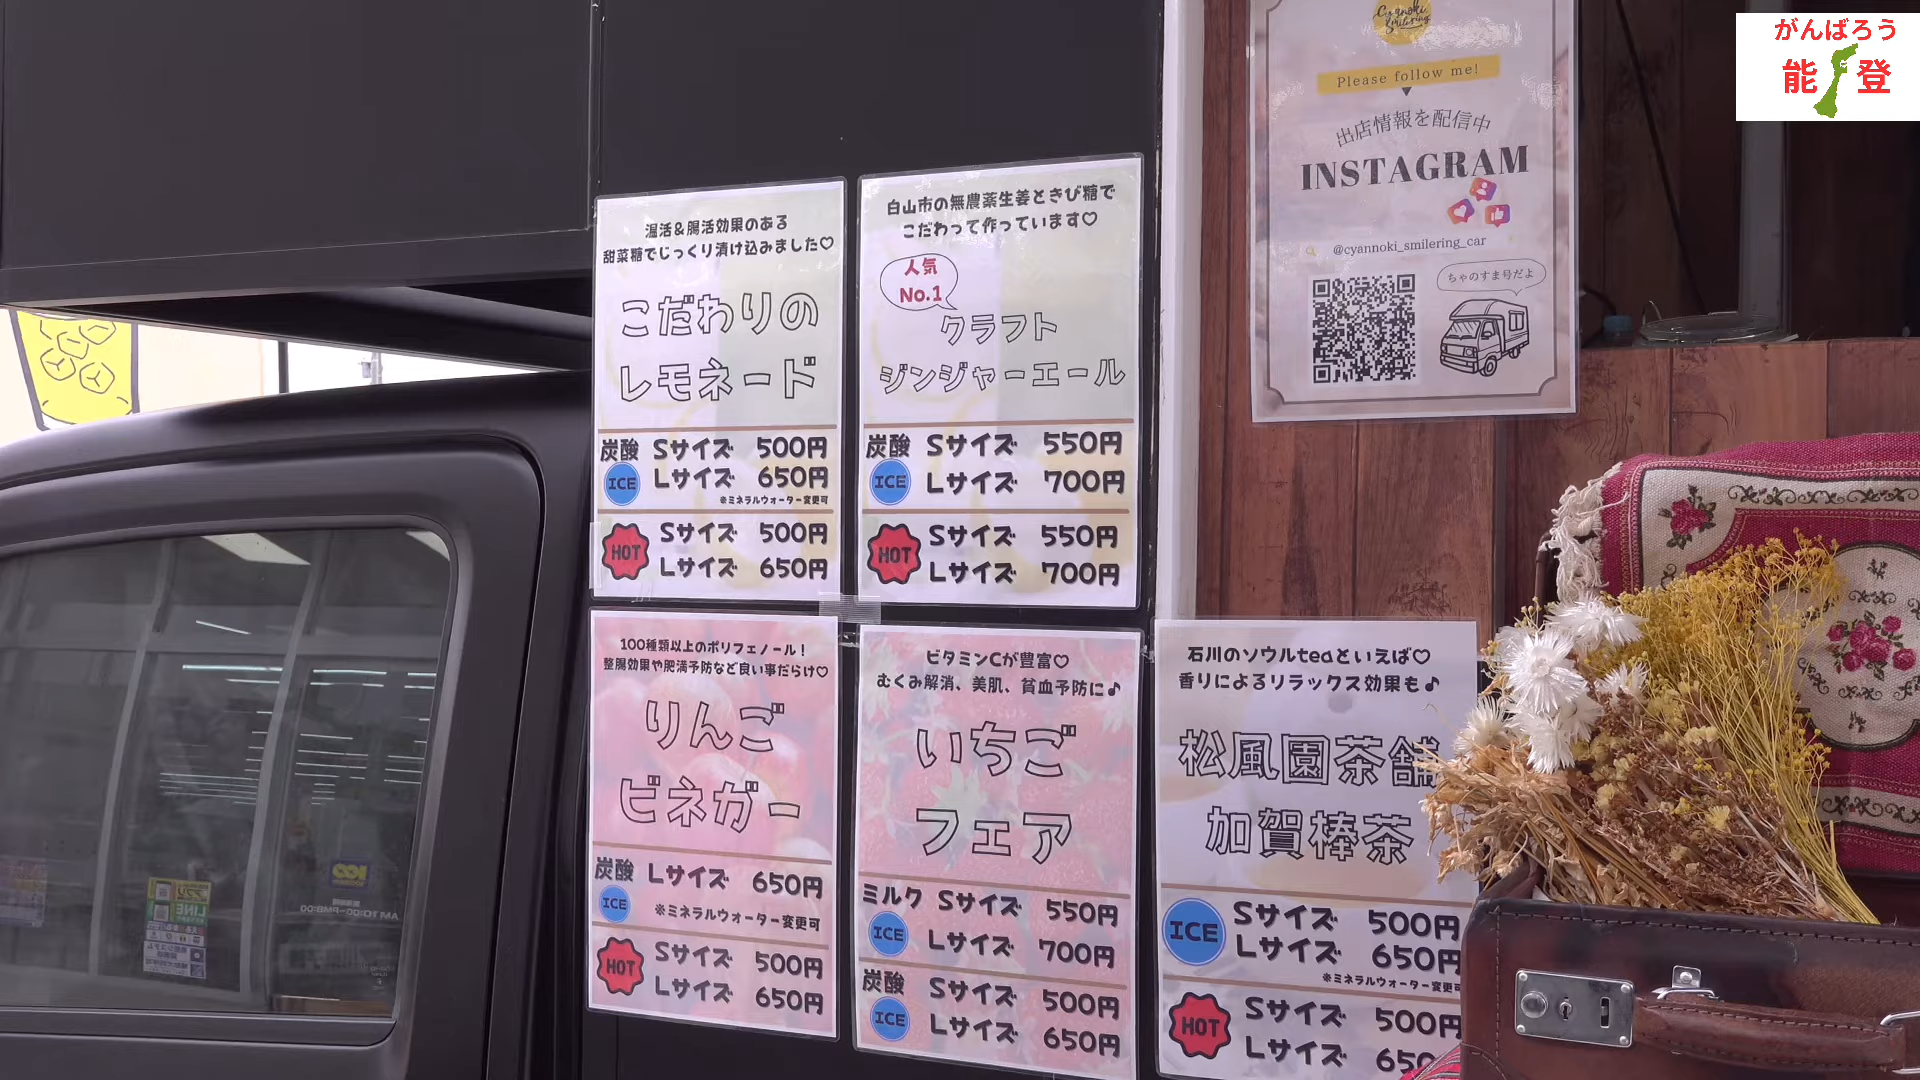 がんばろう
能登
Cyanoki
Smilering
Please follow me!
出店情報を配信中
INSTAGRAM
@cyannoki_smilering_car
ちゃのすま号だよ
温活&腸活効果のある
甜菜糖でじっくり漬け込みました♡
こだわりの
レモネード
炭酸 Sサイズ 500円
ICE Lサイズ 650円
※ミネラルウォーター変更可
HOT Sサイズ 500円
Lサイズ 650円
白山市の無農薬生姜ときび糖で
こだわって作っています♡
人気
No.1
クラフト
ジンジャーエール
炭酸 Sサイズ 550円
ICE Lサイズ 700円
HOT Sサイズ 550円
Lサイズ 700円
100種類以上のポリフェノール!
整腸効果や肥満予防など良い事だらけ♡
りんご
ビネガー
炭酸 Lサイズ 650円
ICE ※ミネラルウォーター変更可
HOT Sサイズ 500円
Lサイズ 650円
ビタミンCが豊富♡
むくみ解消、美肌、貧血予防に♪
いちご
フェア
ミルク Sサイズ 550円
ICE Lサイズ 700円
炭酸 Sサイズ 500円
ICE Lサイズ 650円
石川のソウルteaといえば♡
香りによるリラックス効果も♪
松風園茶舗
加賀棒茶
ICE Sサイズ 500円
Lサイズ 650円
※ミネラルウォーター変更可
HOT Sサイズ 500円
Lサイズ 650
LINE
AM10:00-PM8:00